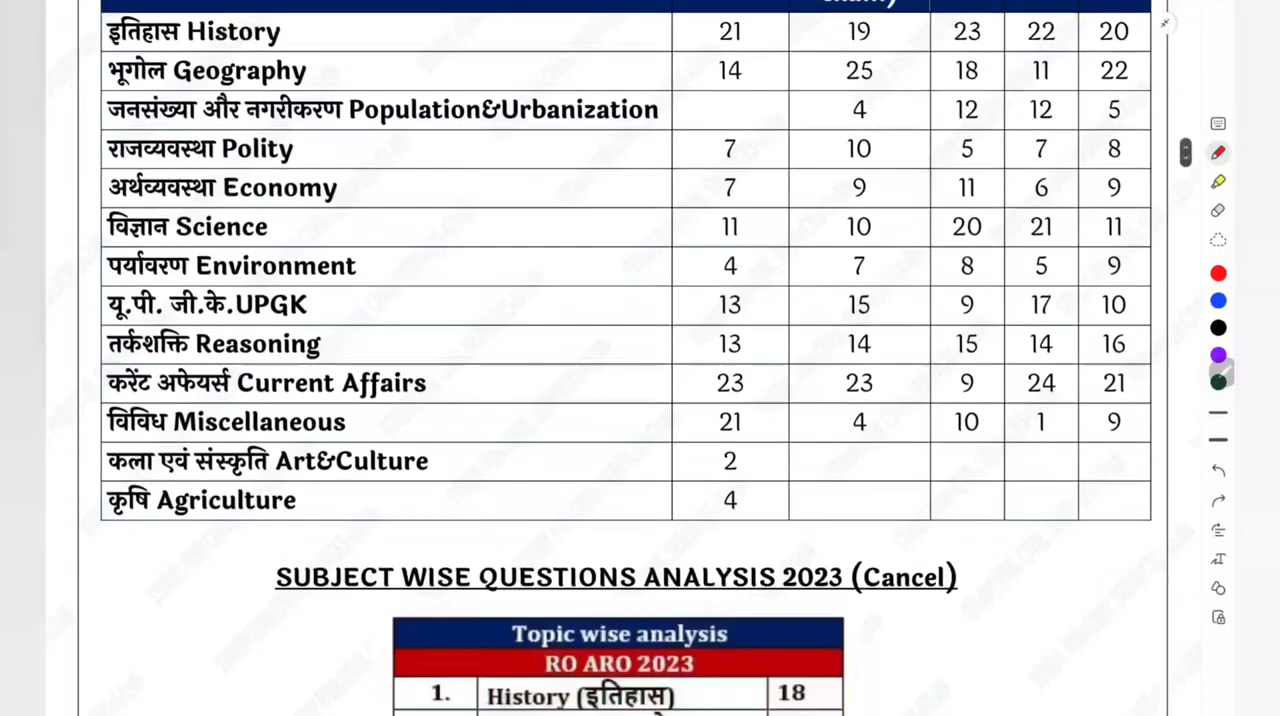 इतिहास History 21 19 23 22 20
भूगोल Geography 14 25 18 11 22
जनसंख्या और नगरीकरण Population&Urbanization 4 12 12 5
राजव्यवस्था Polity 7 10 5 7 8
अर्थव्यवस्था Economy 7 9 11 6 9
विज्ञान Science 11 10 20 21 11
पर्यावरण Environment 4 7 8 5 9
यू.पी. जी.के.UPGK 13 15 9 17 10
तर्कशक्ति Reasoning 13 14 15 14 16
करेंट अफेयर्स Current Affairs 23 23 9 24 21
विविध Miscellaneous 21 4 10 1 9
कला एवं संस्कृति Art&Culture 2
कृषि Agriculture 4
SUBJECT WISE QUESTIONS ANALYSIS 2023 (Cancel)
Topic wise analysis
RO ARO 2023
1. History (इतिहास) 18